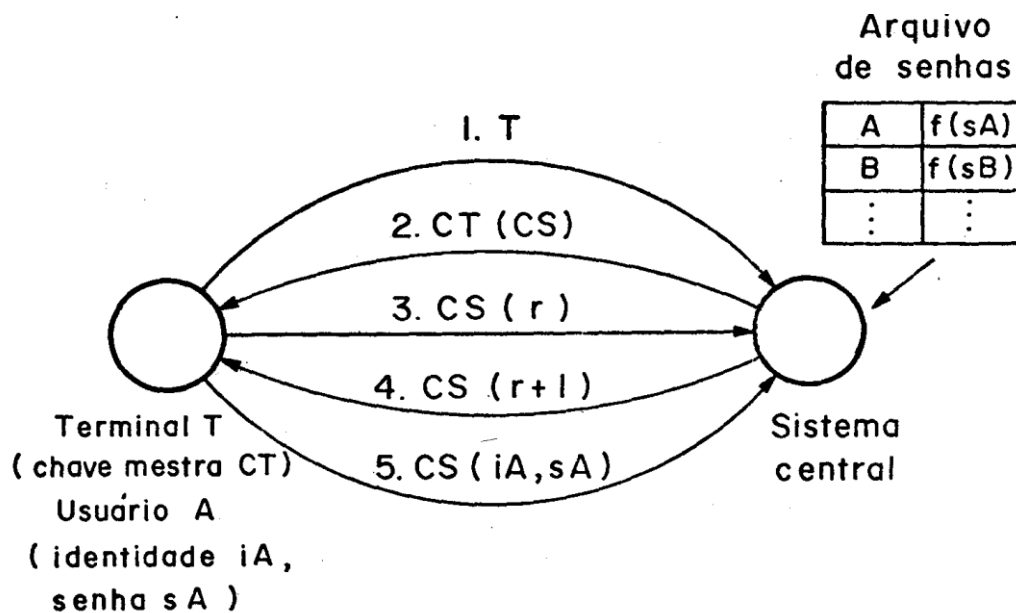 Arquivo
de senhas
A f(sA)
B f(sB)
⋮ ⋮
1. T
2. CT (CS)
3. CS (r)
4. CS (r+1)
5. CS (iA,sA)
Terminal T
(chave mestra CT)
Usuário A
(identidade iA,
senha sA)
Sistema
central